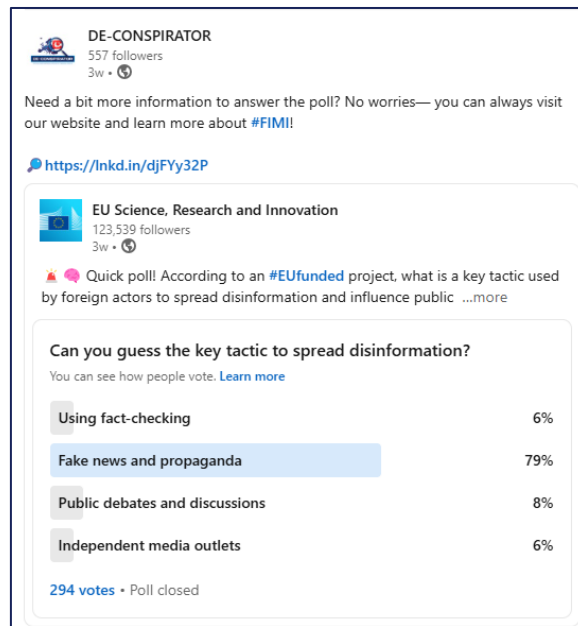 DE-CONSPIRATOR
557 followers
3w •
Need a bit more information to answer the poll? No worries— you can always visit
our website and learn more about #FIMI!
https://lnkd.in/djFYy32P
EU Science, Research and Innovation
123,539 followers
3w •
Quick poll! According to an #EUfunded project, what is a key tactic used
by foreign actors to spread disinformation and influence public ...more
Can you guess the key tactic to spread disinformation?
You can see how people vote. Learn more
Using fact-checking 6%
Fake news and propaganda 79%
Public debates and discussions 8%
Independent media outlets 6%
294 votes • Poll closed